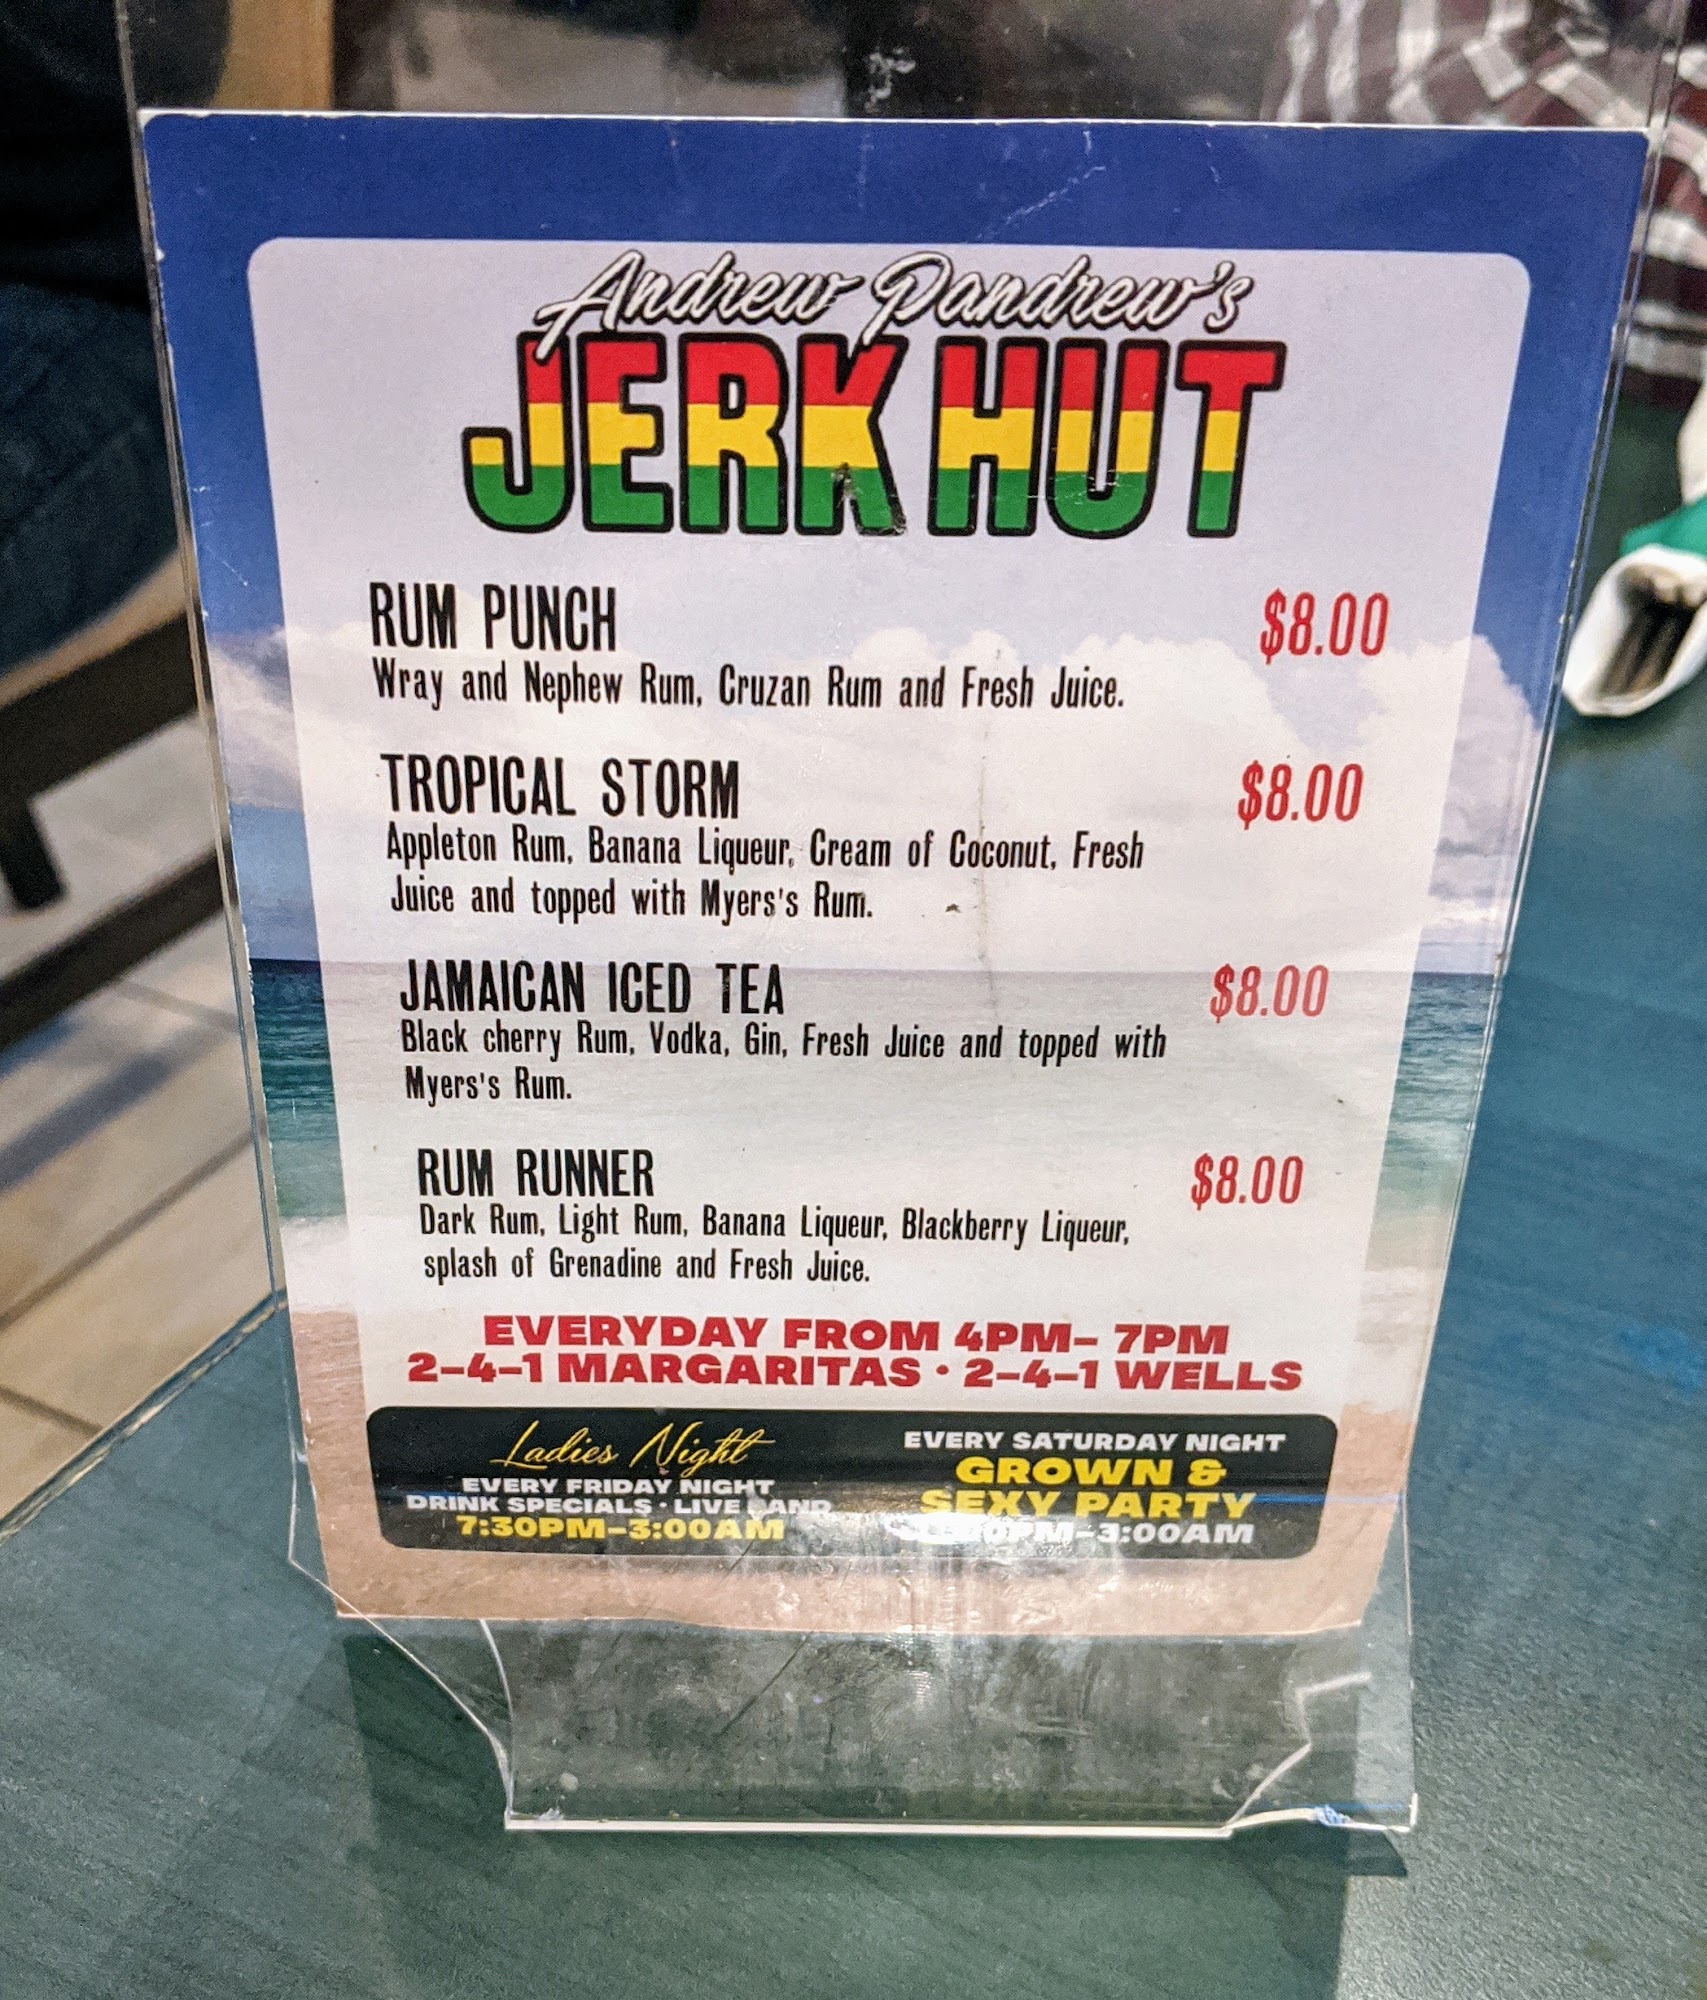 Andrew Pandrew's
JERK HUT
RUM PUNCH $8.00
Wray and Nephew Rum, Cruzan Rum and Fresh Juice.
TROPICAL STORM $8.00
Appleton Rum, Banana Liqueur, Cream of Coconut, Fresh
Juice and topped with Myers's Rum.
JAMAICAN ICED TEA $8.00
Black cherry Rum, Vodka, Gin, Fresh Juice and topped with
Myers's Rum.
RUM RUNNER $8.00
Dark Rum, Light Rum, Banana Liqueur, Blackberry Liqueur,
splash of Grenadine and Fresh Juice.
EVERYDAY FROM 4PM– 7PM
2–4–1 MARGARITAS • 2–4–1 WELLS
Ladies Night
EVERY FRIDAY NIGHT
DRINK SPECIALS • LIVE BAND
7:30PM–3:00AM
EVERY SATURDAY NIGHT
GROWN &
SEXY PARTY
–3:00AM